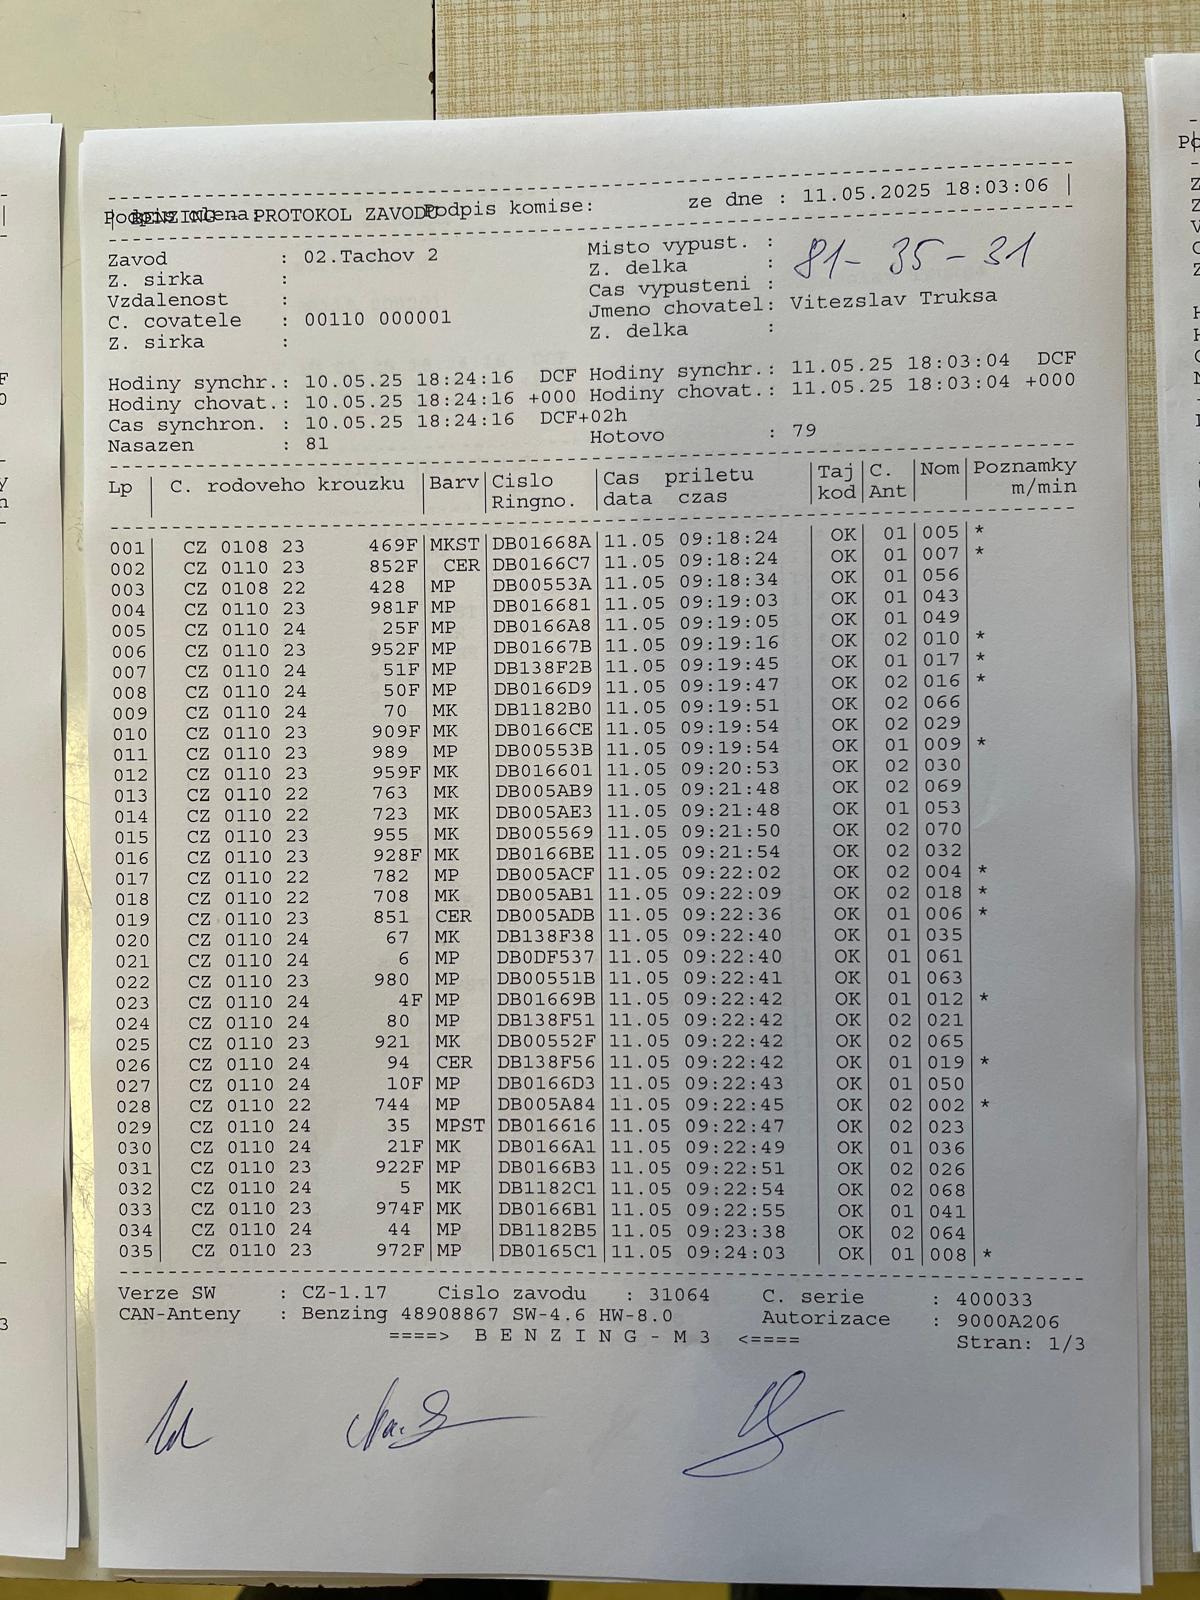 BENZING - PROTOKOL ZAVODU Podpis komise: ze dne : 11.05.2025 18:03:06 |
Zavod : 02.Tachov 2 Misto vypust. :
Z. sirka : Z. delka : 81-35-31
Vzdalenost : Cas vypusteni :
C. covatele : 00110 000001 Jmeno chovatel: Vitezslav Truksa
Z. sirka : Z. delka :
Hodiny synchr.: 10.05.25 18:24:16 DCF Hodiny synchr.: 11.05.25 18:03:04 DCF
Hodiny chovat.: 10.05.25 18:24:16 +000 Hodiny chovat.: 11.05.25 18:03:04 +000
Cas synchron. : 10.05.25 18:24:16 DCF+02h
Nasazen : 81 Hotovo : 79
Lp | C. rodoveho krouzku | Barv | Cislo | Cas priletu | Taj | C. | Nom | Poznamky
Ringno. | data czas | kod | Ant | m/min
001 CZ 0108 23 469F MKST DB01668A 11.05 09:18:24 OK 01 005 *
002 CZ 0110 23 852F CER DB0166C7 11.05 09:18:24 OK 01 007 *
003 CZ 0108 22 428 MP DB00553A 11.05 09:18:34 OK 01 056
004 CZ 0110 23 981F MP DB016681 11.05 09:19:03 OK 01 043
005 CZ 0110 24 25F MP DB0166A8 11.05 09:19:05 OK 01 049
006 CZ 0110 23 952F MP DB01667B 11.05 09:19:16 OK 02 010 *
007 CZ 0110 24 51F MP DB138F2B 11.05 09:19:45 OK 01 017 *
008 CZ 0110 24 50F MP DB0166D9 11.05 09:19:47 OK 02 016 *
009 CZ 0110 24 70 MK DB1182B0 11.05 09:19:51 OK 02 066
010 CZ 0110 23 909F MK DB0166CE 11.05 09:19:54 OK 02 029
011 CZ 0110 23 989 MP DB00553B 11.05 09:19:54 OK 01 009 *
012 CZ 0110 23 959F MK DB016601 11.05 09:20:53 OK 02 030
013 CZ 0110 22 763 MK DB005AB9 11.05 09:21:48 OK 02 069
014 CZ 0110 22 723 MK DB005AE3 11.05 09:21:48 OK 01 053
015 CZ 0110 23 955 MK DB005569 11.05 09:21:50 OK 02 070
016 CZ 0110 23 928F MK DB0166BE 11.05 09:21:54 OK 02 032
017 CZ 0110 22 782 MP DB005ACF 11.05 09:22:02 OK 02 004 *
018 CZ 0110 22 708 MK DB005AB1 11.05 09:22:09 OK 02 018 *
019 CZ 0110 23 851 CER DB005ADB 11.05 09:22:36 OK 01 006 *
020 CZ 0110 24 67 MK DB138F38 11.05 09:22:40 OK 01 035
021 CZ 0110 24 6 MP DB0DF537 11.05 09:22:40 OK 01 061
022 CZ 0110 23 980 MP DB00551B 11.05 09:22:41 OK 01 063
023 CZ 0110 24 4F MP DB01669B 11.05 09:22:42 OK 01 012 *
024 CZ 0110 24 80 MP DB138F51 11.05 09:22:42 OK 02 021
025 CZ 0110 23 921 MK DB00552F 11.05 09:22:42 OK 02 065
026 CZ 0110 24 94 CER DB138F56 11.05 09:22:42 OK 01 019 *
027 CZ 0110 24 10F MP DB0166D3 11.05 09:22:43 OK 01 050
028 CZ 0110 22 744 MP DB005A84 11.05 09:22:45 OK 02 002 *
029 CZ 0110 24 35 MPST DB016616 11.05 09:22:47 OK 02 023
030 CZ 0110 24 21F MK DB0166A1 11.05 09:22:49 OK 01 036
031 CZ 0110 23 922F MP DB0166B3 11.05 09:22:51 OK 02 026
032 CZ 0110 24 5 MK DB1182C1 11.05 09:22:54 OK 02 068
033 CZ 0110 23 974F MK DB0166B1 11.05 09:22:55 OK 01 041
034 CZ 0110 24 44 MP DB1182B5 11.05 09:23:38 OK 02 064
035 CZ 0110 23 972F MP DB0165C1 11.05 09:24:03 OK 01 008 *
Verze SW : CZ-1.17 Cislo zavodu : 31064 C. serie : 400033
CAN-Anteny : Benzing 48908867 SW-4.6 HW-8.0 Autorizace : 9000A206
====> B E N Z I N G - M 3 <==== Stran: 1/3